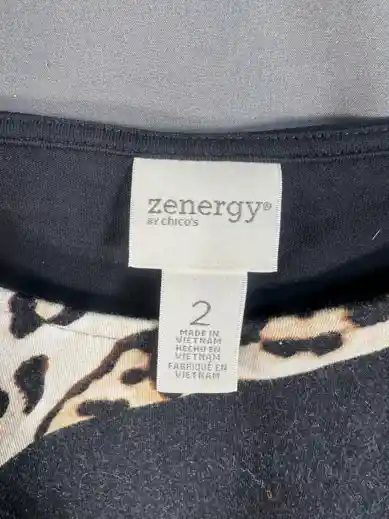 zenergy®
BY chico's
2
MADE IN
VIETNAM
HECHO EN
VIETNAM
FABRIQUÉ EN
VIETNAM